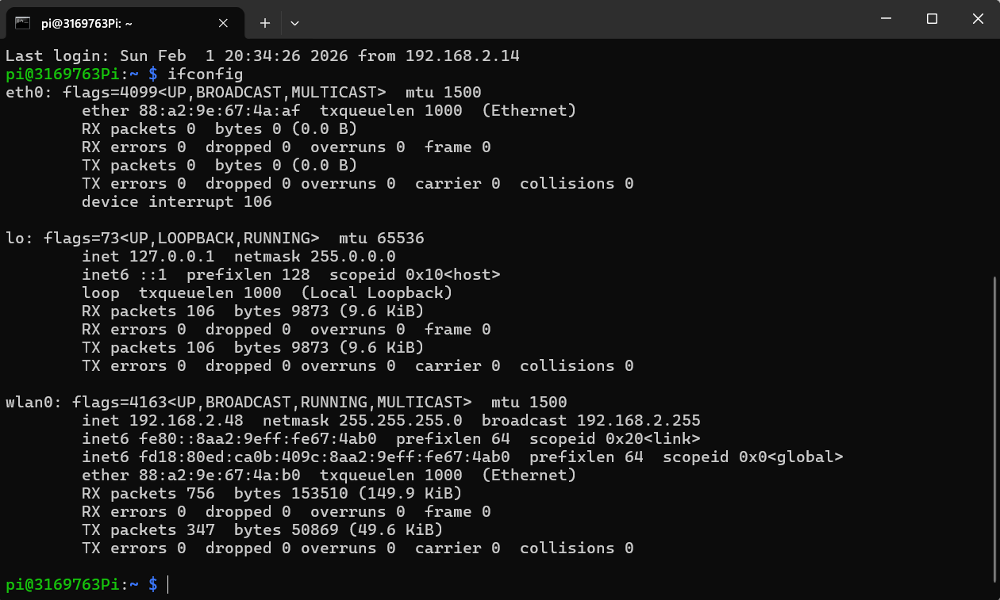 pi@3169763Pi: ~
Last login: Sun Feb  1 20:34:26 2026 from 192.168.2.14
pi@3169763Pi:~ $ ifconfig
eth0: flags=4099<UP,BROADCAST,MULTICAST>  mtu 1500
        ether 88:a2:9e:67:4a:af  txqueuelen 1000  (Ethernet)
        RX packets 0  bytes 0 (0.0 B)
        RX errors 0  dropped 0  overruns 0  frame 0
        TX packets 0  bytes 0 (0.0 B)
        TX errors 0  dropped 0 overruns 0  carrier 0  collisions 0
        device interrupt 106

lo: flags=73<UP,LOOPBACK,RUNNING>  mtu 65536
        inet 127.0.0.1  netmask 255.0.0.0
        inet6 ::1  prefixlen 128  scopeid 0x10<host>
        loop  txqueuelen 1000  (Local Loopback)
        RX packets 106  bytes 9873 (9.6 KiB)
        RX errors 0  dropped 0  overruns 0  frame 0
        TX packets 106  bytes 9873 (9.6 KiB)
        TX errors 0  dropped 0 overruns 0  carrier 0  collisions 0

wlan0: flags=4163<UP,BROADCAST,RUNNING,MULTICAST>  mtu 1500
        inet 192.168.2.48  netmask 255.255.255.0  broadcast 192.168.2.255
        inet6 fe80::8aa2:9eff:fe67:4ab0  prefixlen 64  scopeid 0x20<link>
        inet6 fd18:80ed:ca0b:409c:8aa2:9eff:fe67:4ab0  prefixlen 64  scopeid 0x0<global>
        ether 88:a2:9e:67:4a:b0  txqueuelen 1000  (Ethernet)
        RX packets 756  bytes 153510 (149.9 KiB)
        RX errors 0  dropped 0  overruns 0  frame 0
        TX packets 347  bytes 50869 (49.6 KiB)
        TX errors 0  dropped 0 overruns 0  carrier 0  collisions 0

pi@3169763Pi:~ $